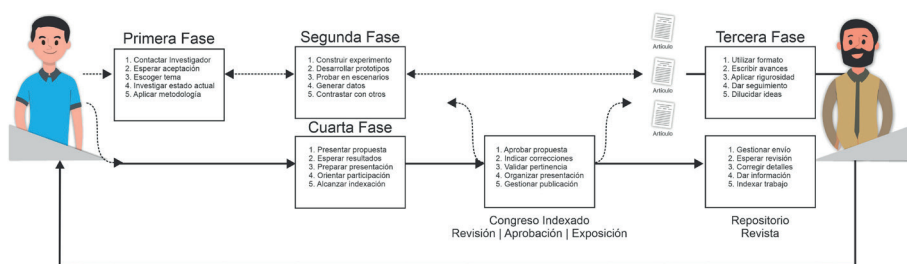 Primera Fase
1. Contactar Investigador
2. Esperar aceptación
3. Escoger tema
4. Investigar estado actual
5. Aplicar metodología
Segunda Fase
1. Construir experimento
2. Desarrollar prototipos
3. Probar en escenarios
4. Generar datos
5. Contrastar con otros
Artículo
Artículo
Artículo
Tercera Fase
1. Utilizar formato
2. Escribir avances
3. Aplicar rigurosidad
4. Dar seguimiento
5. Dilucidar ideas
Cuarta Fase
1. Presentar propuesta
2. Esperar resultados
3. Preparar presentación
4. Orientar participación
5. Alcanzar indexación
1. Aprobar propuesta
2. Indicar correcciones
3. Validar pertinencia
4. Organizar presentación
5. Gestionar publicación
Congreso Indexado
Revisión | Aprobación | Exposición
1. Gestionar envío
2. Esperar revisión
3. Corregir detalles
4. Dar información
5. Indexar trabajo
Repositorio
Revista